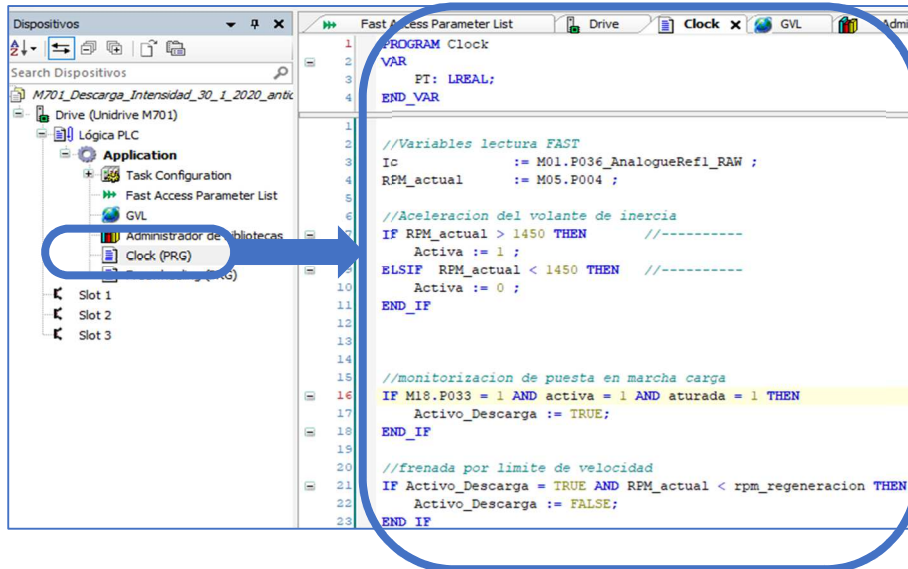 Dispositivos
Search Dispositivos
M701_Descarga_Intensidad_30_1_2020_antic
Drive (Unidrive M701)
Lógica PLC
Application
Task Configuration
Fast Access Parameter List
GVL
Administrador de bibliotecas
Clock (PRG)
Slot 1
Slot 2
Slot 3
Fast Access Parameter List Drive Clock GVL Admi
1 PROGRAM Clock
2 VAR
3 PT: LREAL;
4 END_VAR
1
2 //Variables lectura FAST
3 Ic := M01.P036_AnalogueRef1_RAW ;
4 RPM_actual := M05.P004 ;
5
6 //Aceleracion del volante de inercia
7 IF RPM_actual > 1450 THEN //----------
Activa := 1 ;
9 ELSIF RPM_actual < 1450 THEN //----------
10 Activa := 0 ;
11 END_IF
12
13
14
15 //monitorizacion de puesta en marcha carga
16 IF M18.P033 = 1 AND activa = 1 AND aturada = 1 THEN
17 Activo_Descarga := TRUE;
18 END_IF
19
20 //frenada por limite de velocidad
21 IF Activo_Descarga = TRUE AND RPM_actual < rpm_regeneracion THEN
22 Activo_Descarga := FALSE;
23 END_IF